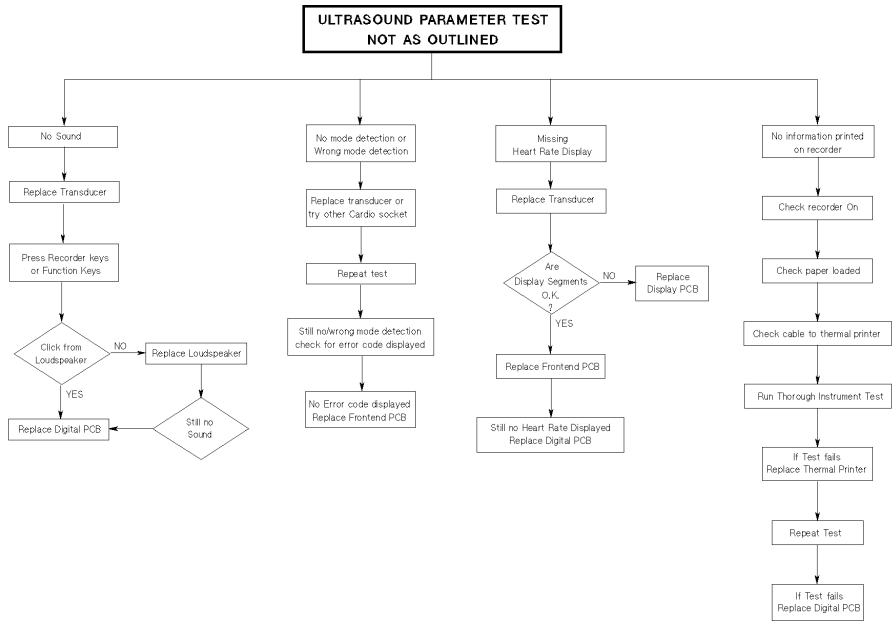 ULTRASOUND PARAMETER TEST
NOT AS OUTLINED
No Sound
Replace Transducer
Press Recorder keys
or Function Keys
Click from
Loudspeaker
NO
Replace Loudspeaker
YES
Replace Digital PCB
Still no
Sound
No mode detection or
Wrong mode detection
Replace transducer or
try other Cardio socket
Repeat test
Still no/wrong mode detection
check for error code displayed
No Error code displayed
Replace Frontend PCB
Missing
Heart Rate Display
Replace Transducer
Are
Display Segments
O.K.
?
NO
Replace
Display PCB
YES
Replace Frontend PCB
Still no Heart Rate Displayed
Replace Digital PCB
No information printed
on recorder
Check recorder On
Check paper loaded
Check cable to thermal printer
Run Thorough Instrument Test
If Test fails
Replace Thermal Printer
Repeat Test
If Test fails
Replace Digital PCB